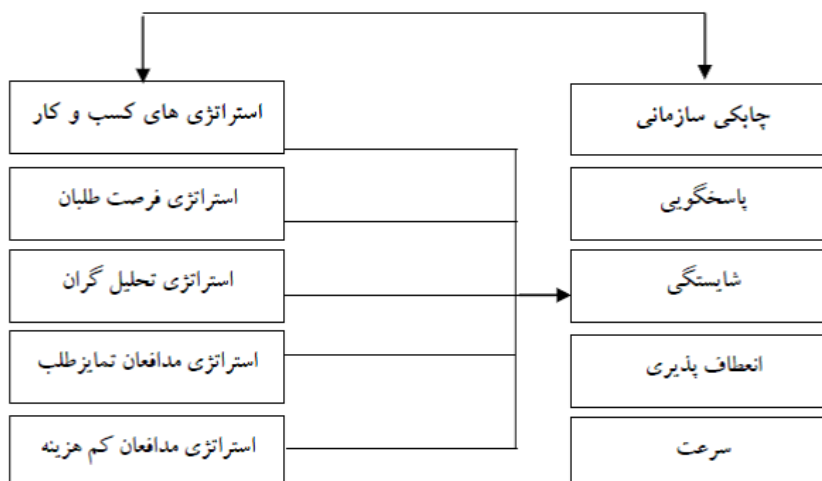 استراتژی های کسب و کار
استراتژی فرصت طلبان
استراتژی تحلیل گران
استراتژی مدافعان تمایزطلب
استراتژی مدافعان کم هزینه
چابکی سازمانی
پاسخگویی
شایستگی
انعطاف پذیری
سرعت